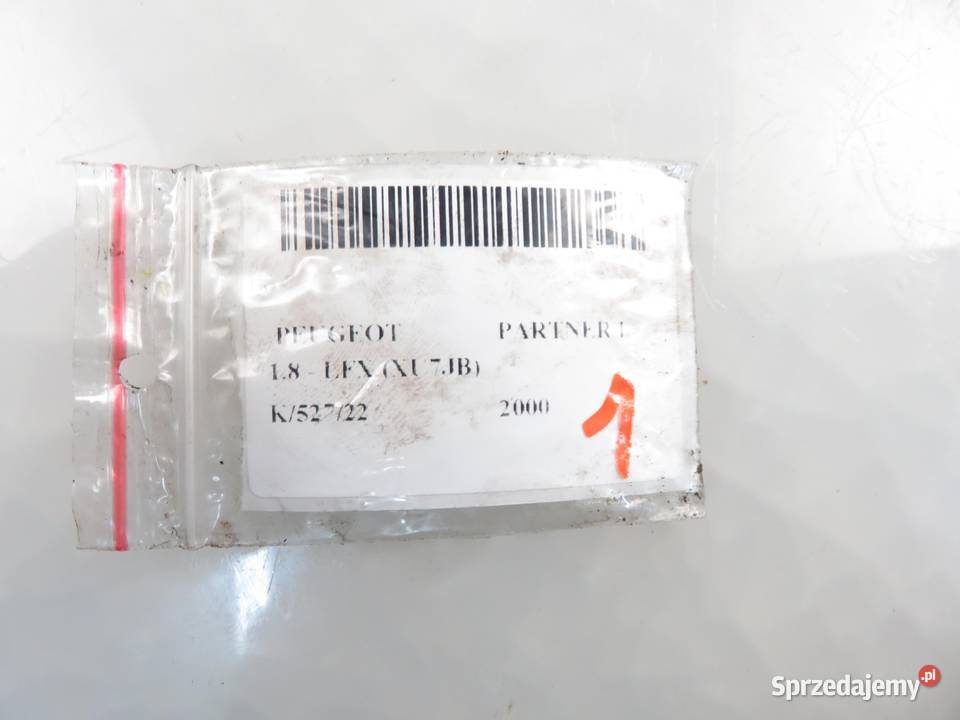 PEUGEOT PARTNER I
1.8 - LFX (XU7JB)
K/527/22 2000
1
Sprzedajemy.pl